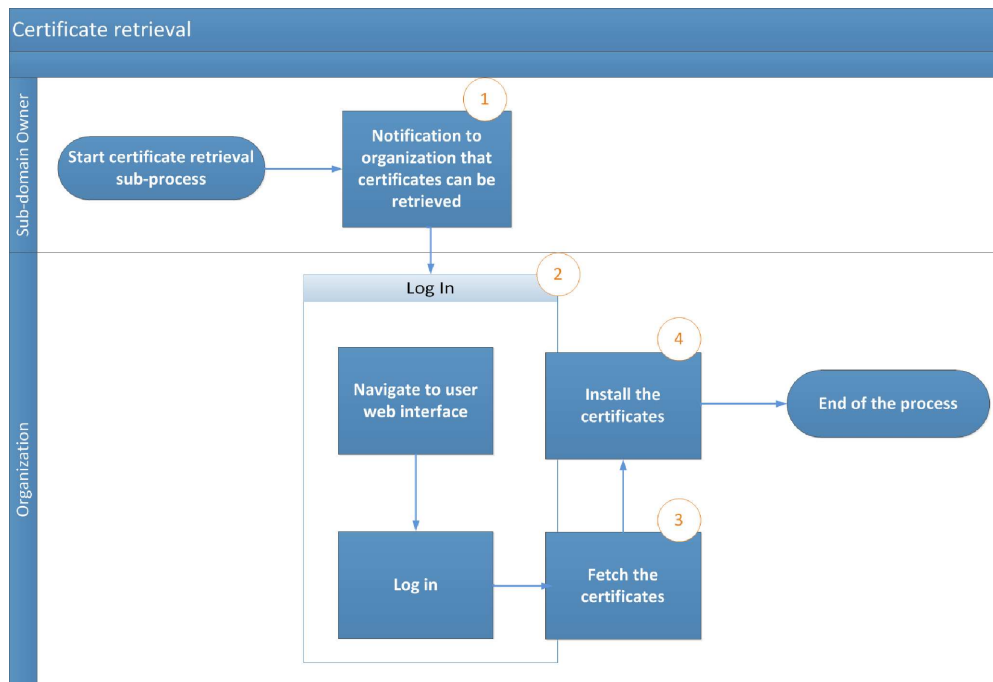 Certificate retrieval
Sub-domain Owner
1
Start certificate retrieval
sub-process
Notification to
organization that
certificates can be
retrieved
Organization
2
Log In
Navigate to user
web interface
Log in
3
Fetch the
certificates
4
Install the
certificates
End of the process